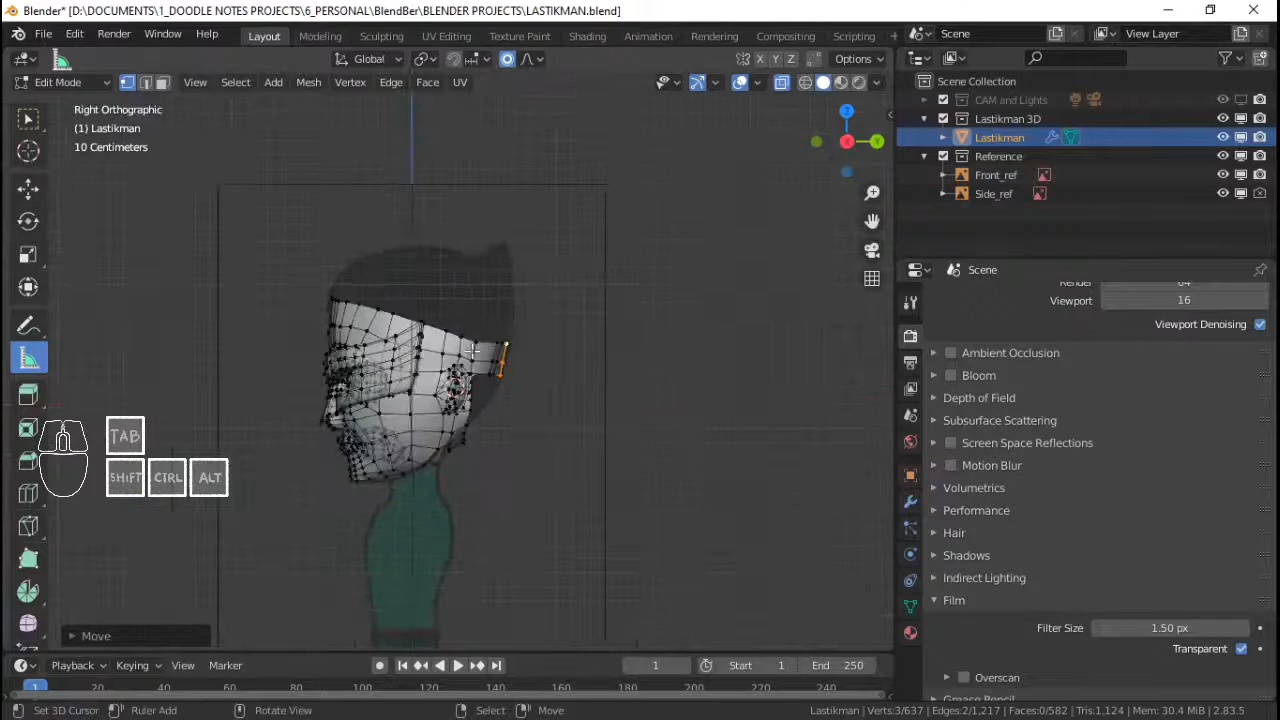 Blender* [D:\DOCUMENTS\1_DOODLE NOTES PROJECTS\6_PERSONAL\BlendBer\BLENDER PROJECTS\LASTIKMAN.blend]
File Edit Render Window Help Layout Modeling Sculpting UV Editing Texture Paint Shading Animation Rendering Compositing Scripting Scene View Layer
Global X Y Z Options
Edit Mode View Select Add Mesh Vertex Edge Face UV
Scene Collection
CAM and Lights
Lastikman 3D
Lastikman
Reference
Front_ref
Side_ref
Right Orthographic
(1) Lastikman
10 Centimeters
X
Y
Z
Scene
Viewport 16
Viewport Denoising
Ambient Occlusion
Bloom
Depth of Field
Subsurface Scattering
Screen Space Reflections
Motion Blur
Volumetrics
Performance
Hair
Shadows
Indirect Lighting
Film
Filter Size 1.50 px
Transparent
Overscan
TAB
SHIFT CTRL ALT
Move
Playback Keying View Marker 1 Start 1 End 250
1 20 40 60 80 100 120 140 160 180 200 220 240
Set 3D Cursor Ruler Add Rotate View Select Move Lastikman | Verts:3/637 | Edges:2/1,217 | Faces:0/582 | Tris:1,124 | Mem: 30.4 MiB | 2.83.5